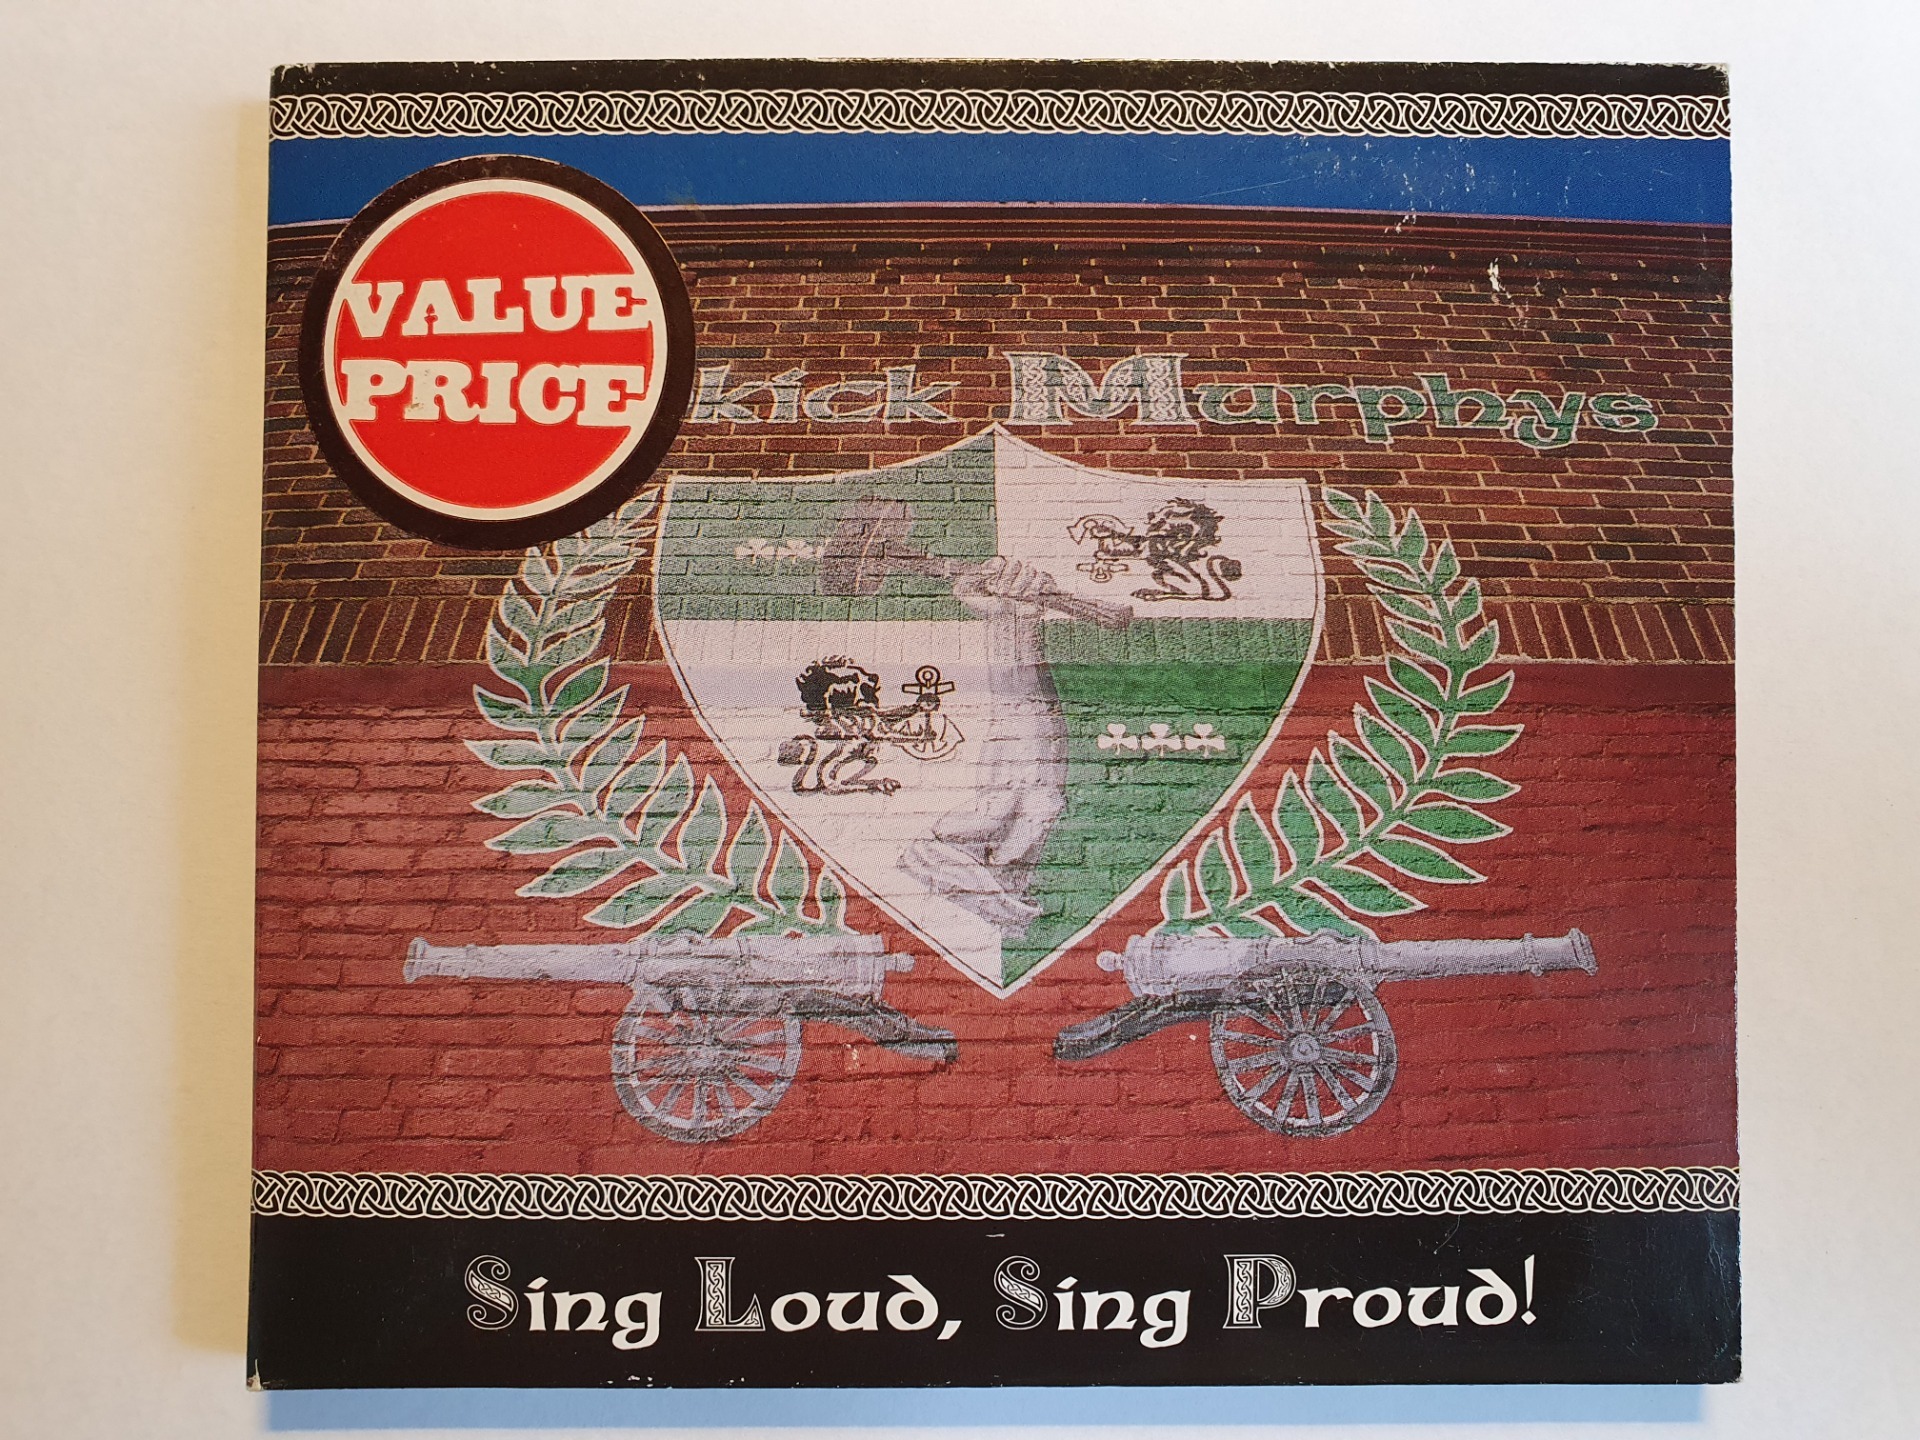 VALUE
PRICE
kick Murphys
Sing Loud, Sing Proud!